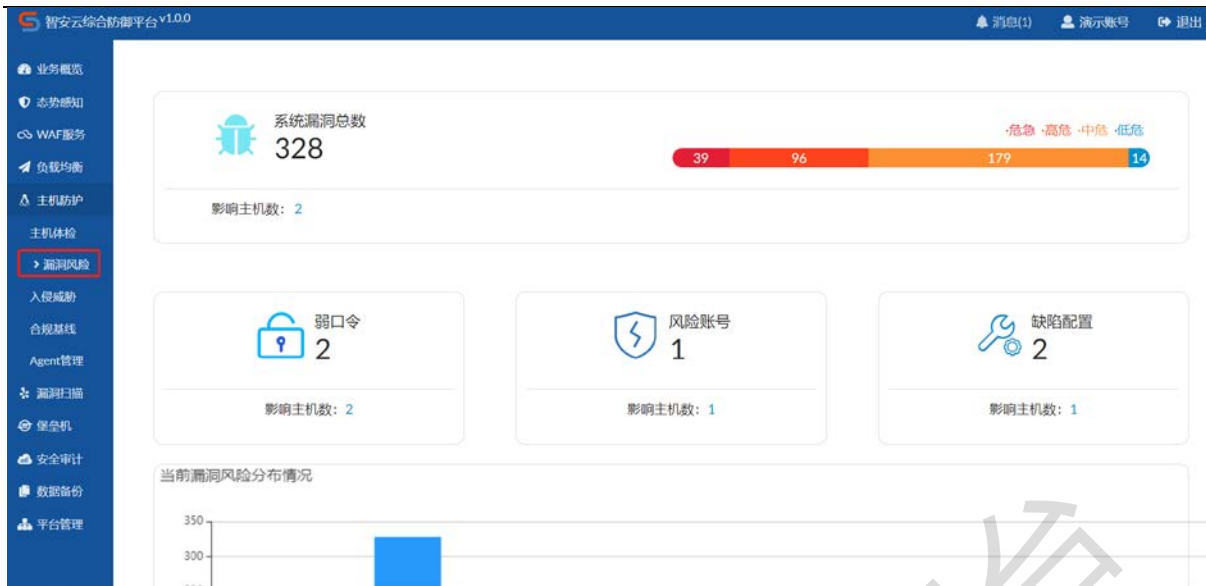 智安云综合防御平台 v1.0.0
消息(1) 演示账号 退出
业务概览
态势感知
WAF服务
负载均衡
主机防护
主机体检
漏洞风险
入侵威胁
合规基线
Agent管理
漏洞扫描
堡垒机
安全审计
数据备份
平台管理
系统漏洞总数
328
·危急 ·高危 ·中危 ·低危
39 96 179 14
影响主机数: 2
弱口令
2
影响主机数: 2
风险账号
1
影响主机数: 1
缺陷配置
2
影响主机数: 1
当前漏洞风险分布情况
350
300